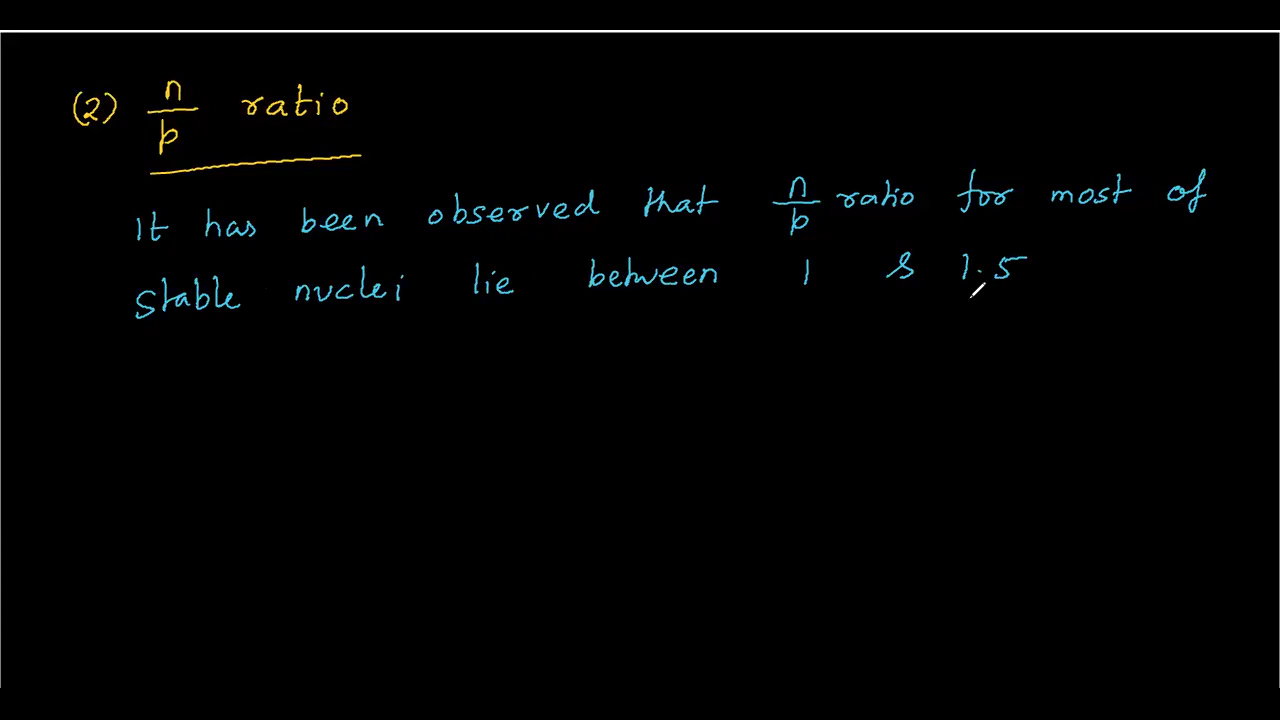 (2) n/p ratio
It has been observed that n/p ratio for most of
stable nuclei lie between 1 & 1.5